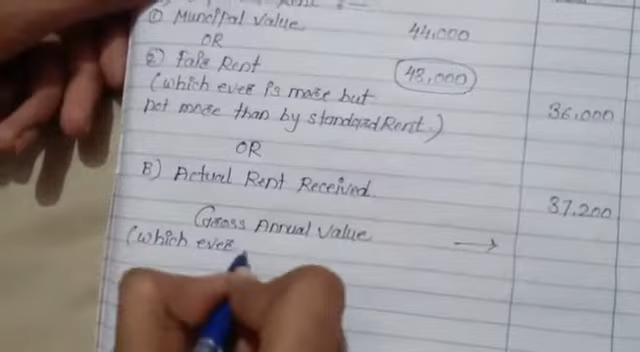 ① Muncipal Value 44,000
OR
② Fair Rent 48,000
(which ever is more but
not more than by standard Rent.) 36,000
OR
B) Actual Rent Received. 37,200
Gross Annual Value →
(which ever